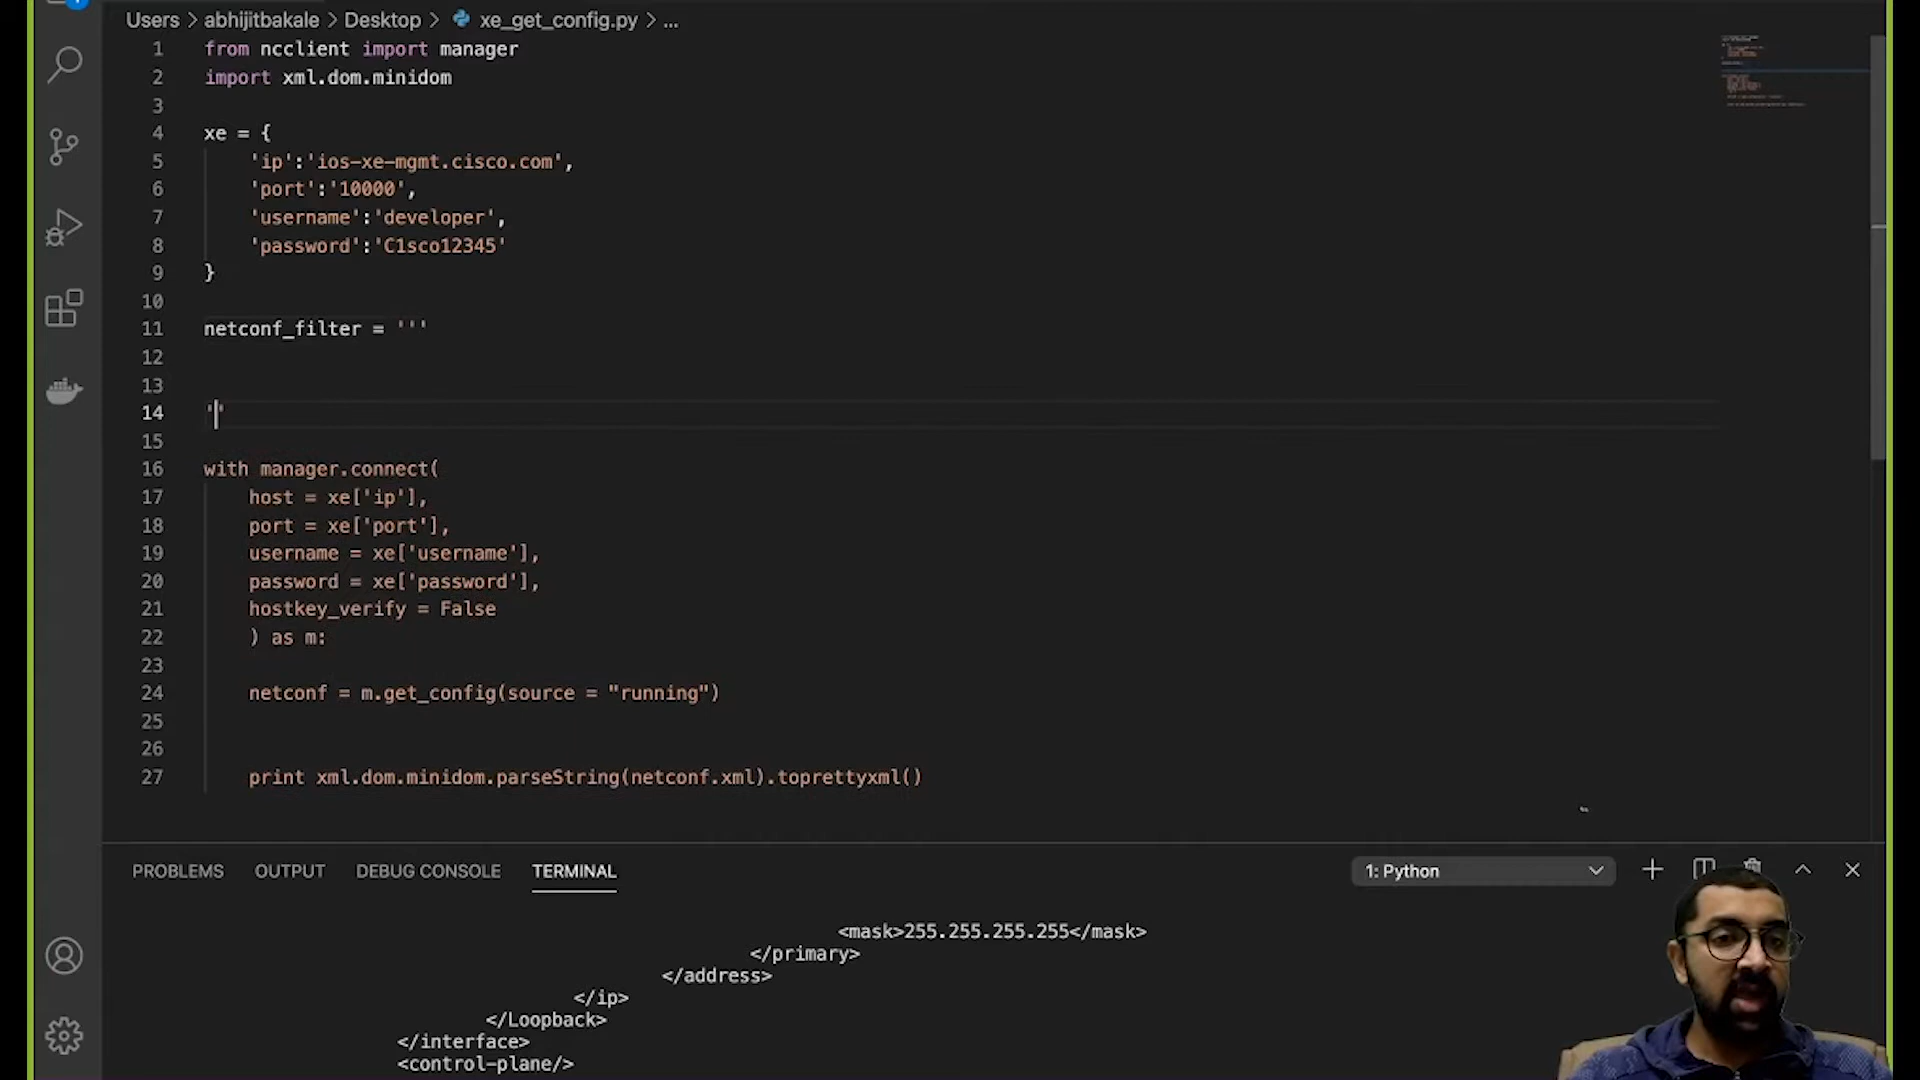 Users > abhijitbakale > Desktop > xe_get_config.py > ...
1 from ncclient import manager
2 import xml.dom.minidom
3
4 xe = {
5 'ip':'ios-xe-mgmt.cisco.com',
6 'port':'10000',
7 'username':'developer',
8 'password':'C1sco12345'
9 }
10
11 netconf_filter = '''
12
13
14 ''
15
16 with manager.connect(
17 host = xe['ip'],
18 port = xe['port'],
19 username = xe['username'],
20 password = xe['password'],
21 hostkey_verify = False
22 ) as m:
23
24 netconf = m.get_config(source = "running")
25
26
27 print xml.dom.minidom.parseString(netconf.xml).toprettyxml()
PROBLEMS OUTPUT DEBUG CONSOLE TERMINAL 1: Python
<mask>255.255.255.255</mask>
</primary>
</address>
</ip>
</Loopback>
</interface>
<control-plane/>